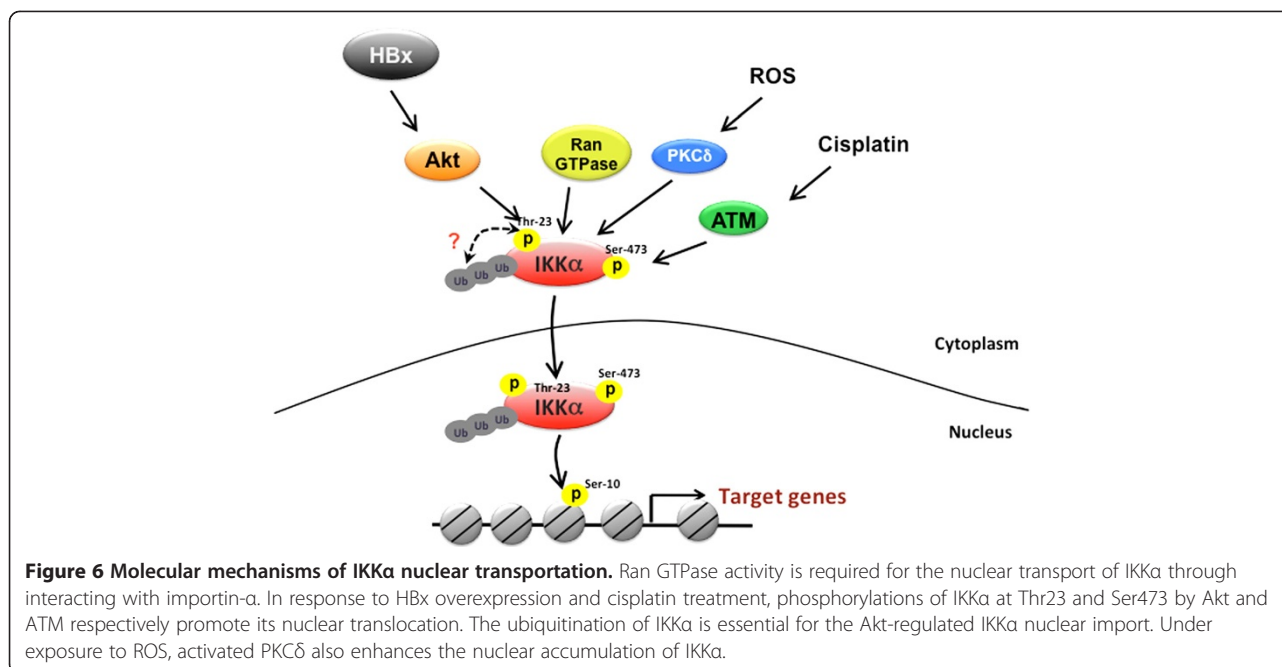 HBx
ROS
Akt
Ran
GTPase
PKCδ
Cisplatin
ATM
Thr-23
?
p
Ser-473
Ub Ub Ub
IKKα
p
Cytoplasm
p
Thr-23
Ser-473
p
IKKα
Ub Ub Ub
Nucleus
p
Ser-10
Target genes
Figure 6 Molecular mechanisms of IKKα nuclear transportation. Ran GTPase activity is required for the nuclear transport of IKKα through
interacting with importin-α. In response to HBx overexpression and cisplatin treatment, phosphorylations of IKKα at Thr23 and Ser473 by Akt and
ATM respectively promote its nuclear translocation. The ubiquitination of IKKα is essential for the Akt-regulated IKKα nuclear import. Under
exposure to ROS, activated PKCδ also enhances the nuclear accumulation of IKKα.